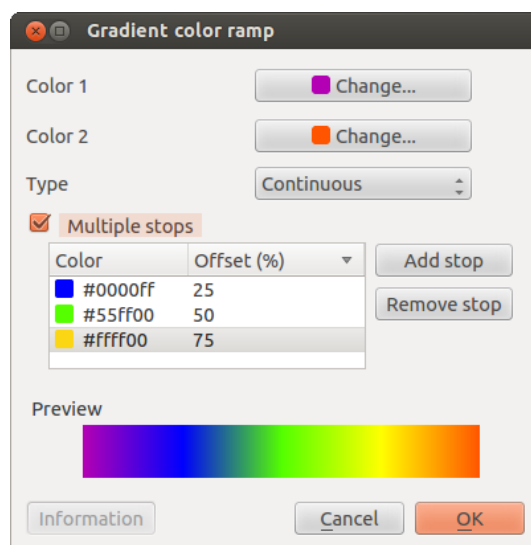 Gradient color ramp
Color 1 Change...
Color 2 Change...
Type Continuous
Multiple stops
Color Offset (%) Add stop
#0000ff 25
#55ff00 50 Remove stop
#ffff00 75
Preview
Information Cancel OK